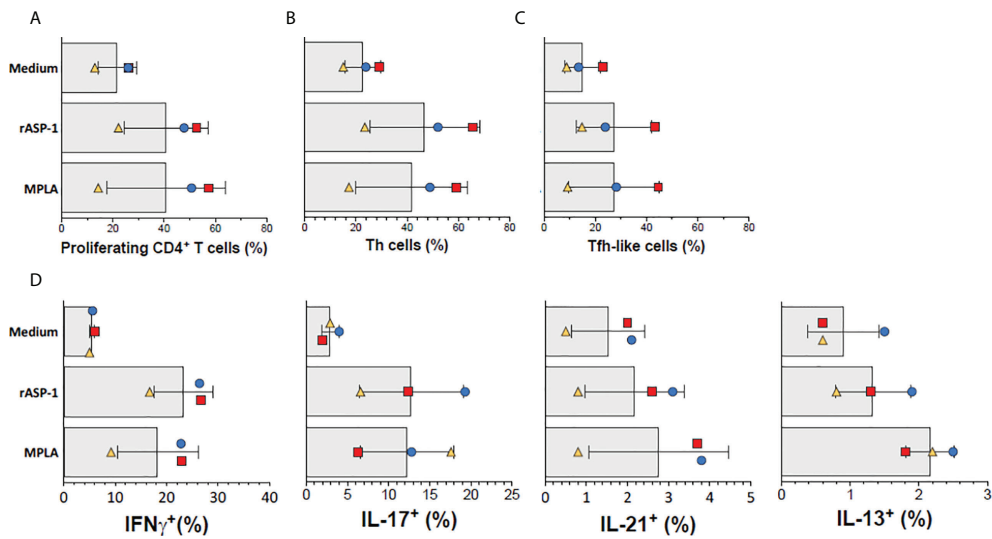 A B C
Medium
rASP-1
MPLA
0 20 40 60 80 0 20 40 60 80 0 20 40 60 80
Proliferating CD4⁺ T cells (%) Th cells (%) Tfh-like cells (%)
D
Medium
rASP-1
MPLA
0 10 20 30 40 0 5 10 15 20 25 0 1 2 3 4 5 0 1 2 3
IFNγ⁺(%) IL-17⁺ (%) IL-21⁺ (%) IL-13⁺ (%)